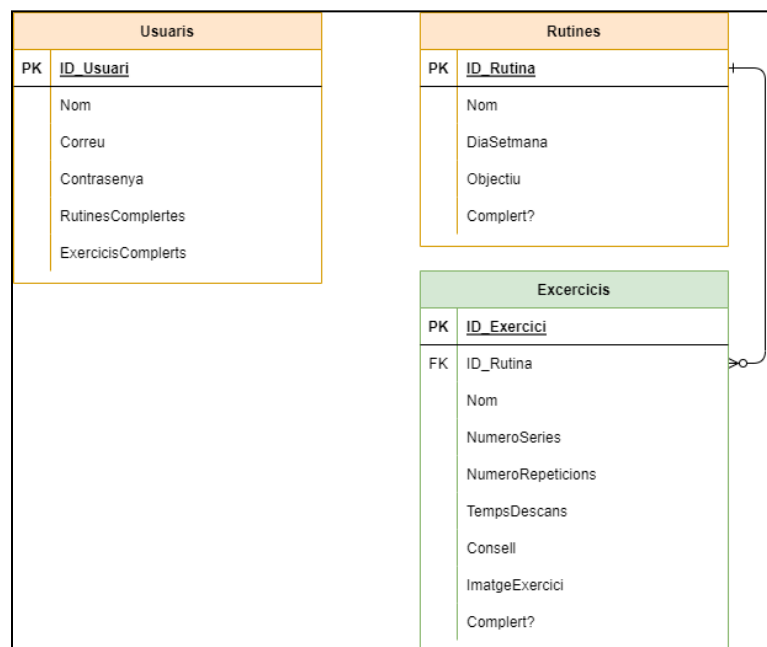 Usuaris
PK ID_Usuari
Nom
Correu
Contrasenya
RutinesComplertes
ExercicisComplerts
Rutines
PK ID_Rutina
Nom
DiaSetmana
Objectiu
Complert?
Excercicis
PK ID_Exercici
FK ID_Rutina
Nom
NumeroSeries
NumeroRepeticions
TempsDescans
Consell
ImatgeExercici
Complert?